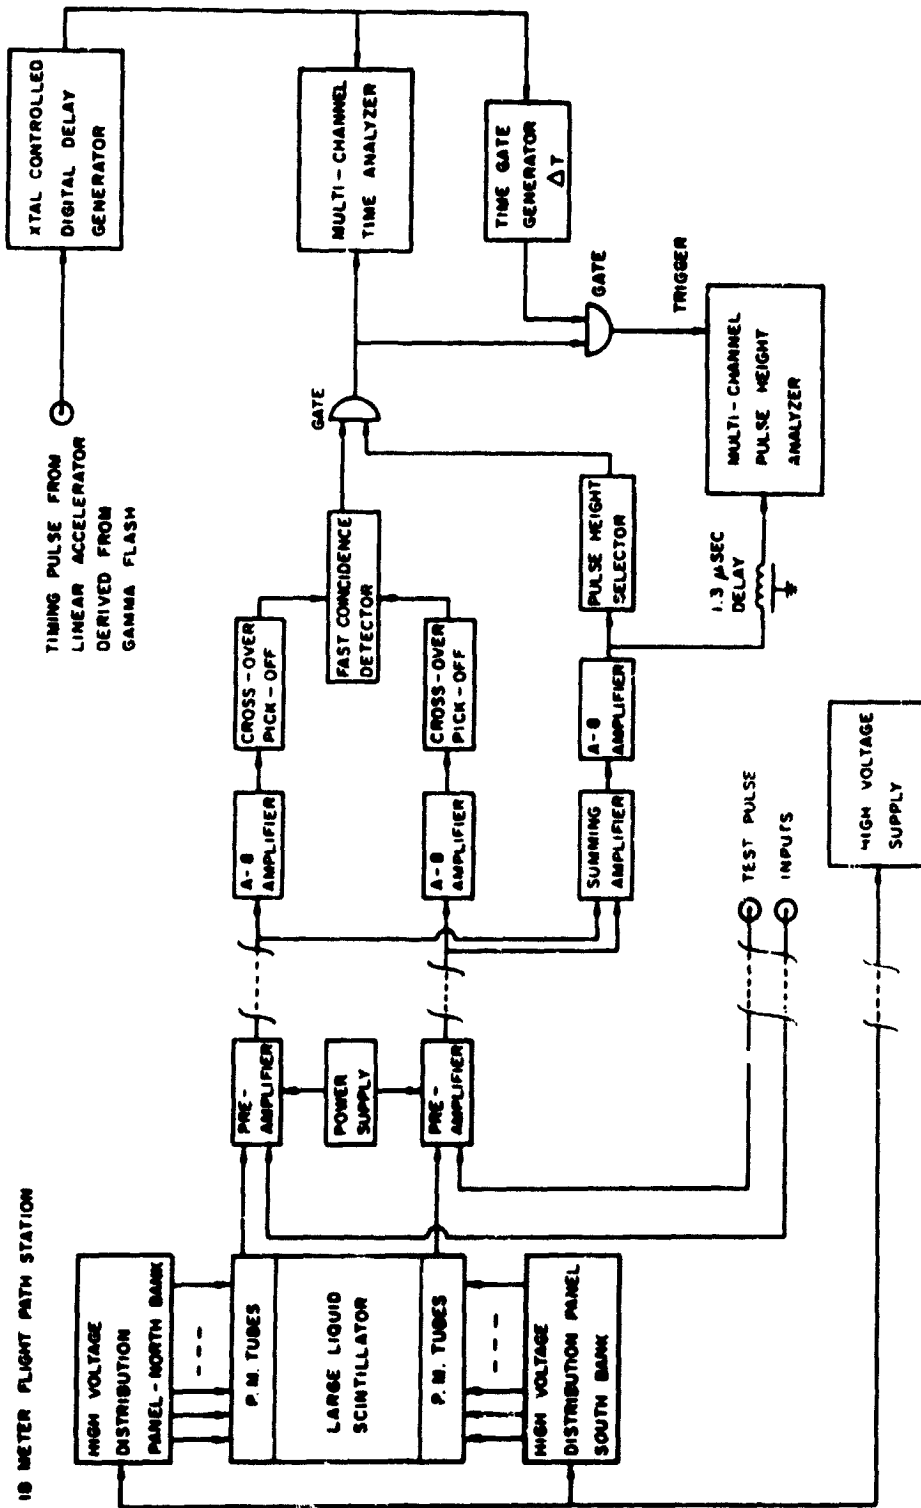 18 METER FLIGHT PATH STATION
HIGH VOLTAGE
DISTRIBUTION
PANEL-NORTH BANK
P. M. TUBES
LARGE LIQUID
SCINTILLATOR
P. M. TUBES
HIGH VOLTAGE
DISTRIBUTION PANEL
SOUTH BANK
PRE-
AMPLIFIER
POWER
SUPPLY
PRE-
AMPLIFIER
A-8
AMPLIFIER
A-8
AMPLIFIER
SUMMING
AMPLIFIER
TEST PULSE
INPUTS
HIGH VOLTAGE
SUPPLY
CROSS-OVER
PICK-OFF
CROSS-OVER
PICK-OFF
A-8
AMPLIFIER
FAST COINCIDENCE
DETECTOR
PULSE HEIGHT
SELECTOR
1.3 μSEC
DELAY
TIMING PULSE FROM
LINEAR ACCELERATOR
DERIVED FROM
GAMMA FLASH
GATE
GATE
TRIGGER
MULTI-CHANNEL
PULSE HEIGHT
ANALYZER
XTAL CONTROLLED
DIGITAL DELAY
GENERATOR
MULTI-CHANNEL
TIME ANALYZER
TIME GATE
GENERATOR
ΔT